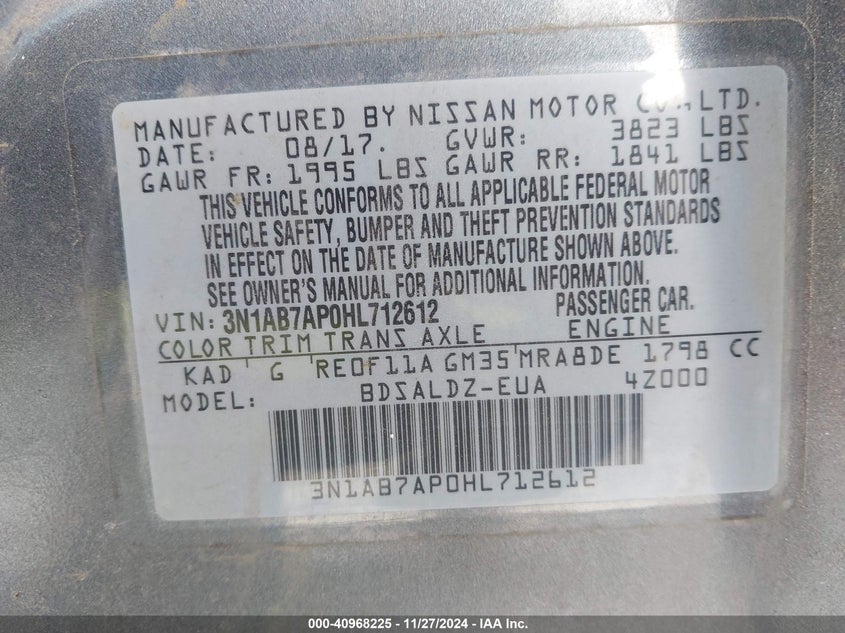 MANUFACTURED BY NISSAN MOTOR CO., LTD.
DATE: 08/17. GVWR: 3823 LBS
GAWR FR: 1995 LBS GAWR RR: 1841 LBS
THIS VEHICLE CONFORMS TO ALL APPLICABLE FEDERAL MOTOR
VEHICLE SAFETY, BUMPER AND THEFT PREVENTION STANDARDS
IN EFFECT ON THE DATE OF MANUFACTURE SHOWN ABOVE.
SEE OWNER'S MANUAL FOR ADDITIONAL INFORMATION.
VIN: 3N1AB7AP0HL712612 PASSENGER CAR.
COLOR TRIM TRANS AXLE ENGINE
KAD G RE0F11A GM35 MRA8DE 1798 CC
MODEL: BDSALDZ-EUA 4Z000
3N1AB7AP0HL712612
000-40968225 - 11/27/2024 - IAA Inc.